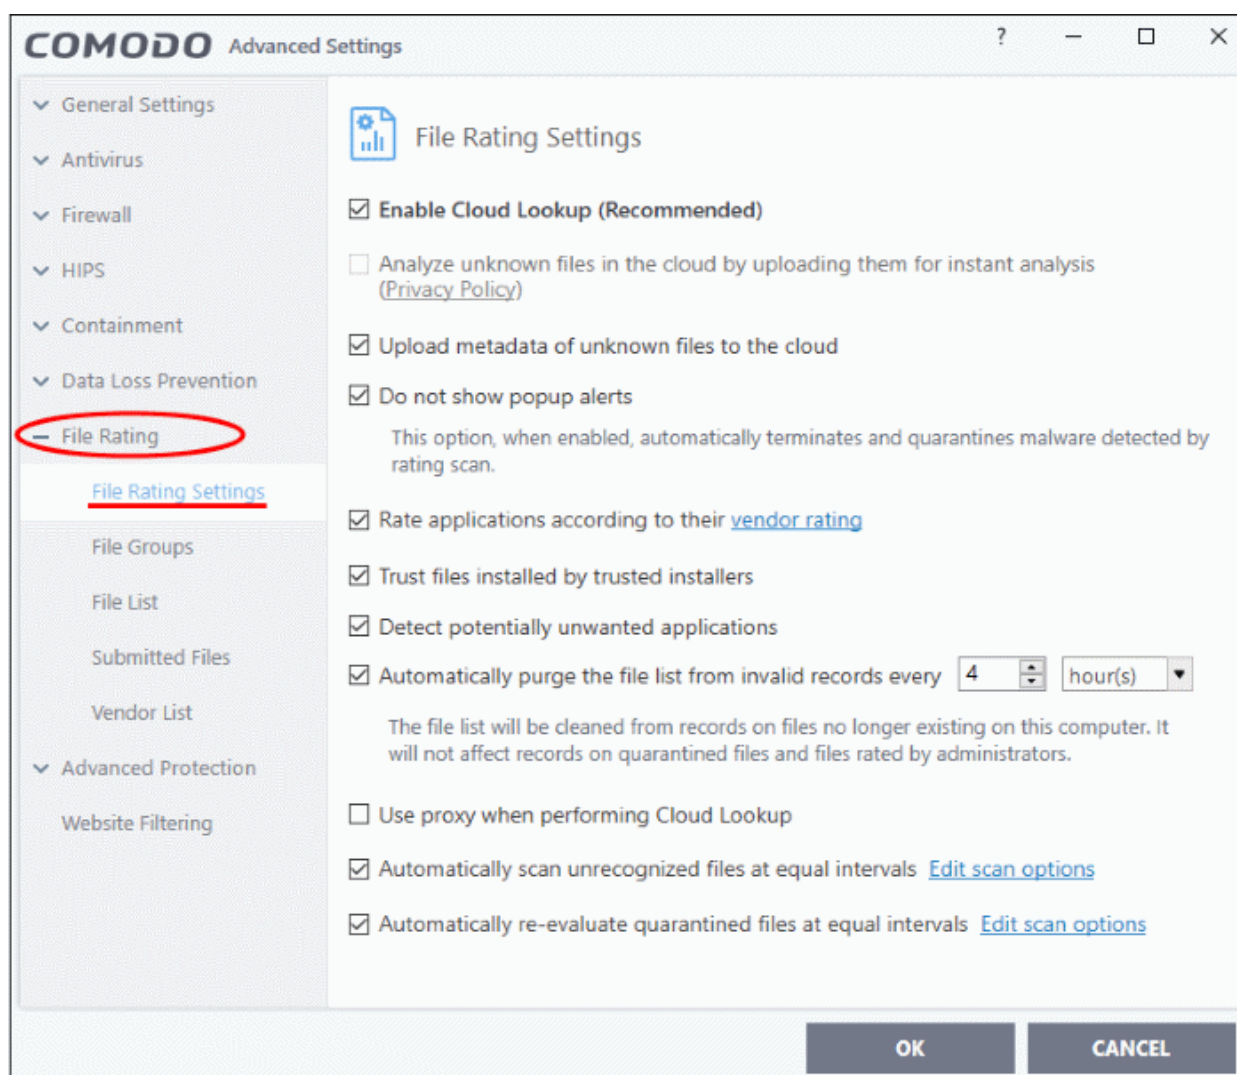 COMODO Advanced Settings ?
General Settings
Antivirus
Firewall
HIPS
Containment
Data Loss Prevention
File Rating
File Rating Settings
File Groups
File List
Submitted Files
Vendor List
Advanced Protection
Website Filtering
File Rating Settings
Enable Cloud Lookup (Recommended)
Analyze unknown files in the cloud by uploading them for instant analysis
(Privacy Policy)
Upload metadata of unknown files to the cloud
Do not show popup alerts
This option, when enabled, automatically terminates and quarantines malware detected by
rating scan.
Rate applications according to their vendor rating
Trust files installed by trusted installers
Detect potentially unwanted applications
Automatically purge the file list from invalid records every 4 hour(s)
The file list will be cleaned from records on files no longer existing on this computer. It
will not affect records on quarantined files and files rated by administrators.
Use proxy when performing Cloud Lookup
Automatically scan unrecognized files at equal intervals Edit scan options
Automatically re-evaluate quarantined files at equal intervals Edit scan options
OK CANCEL